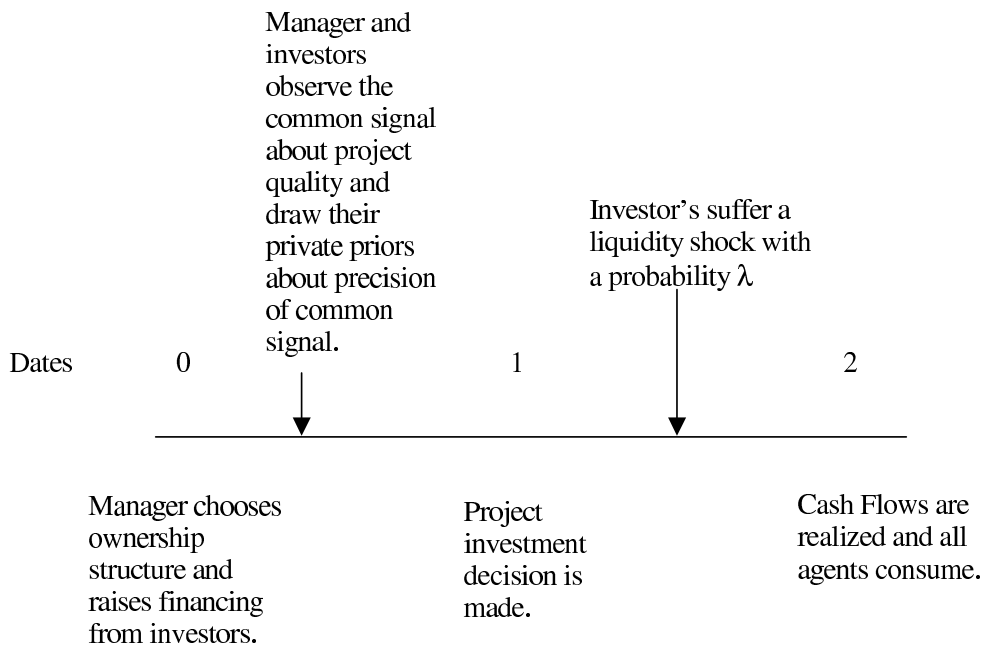 Manager and
investors
observe the
common signal
about project
quality and
draw their
private priors
about precision
of common
signal.
Investor's suffer a
liquidity shock with
a probability λ
Dates 0 1 2
Manager chooses
ownership
structure and
raises financing
from investors.
Project
investment
decision is
made.
Cash Flows are
realized and all
agents consume.